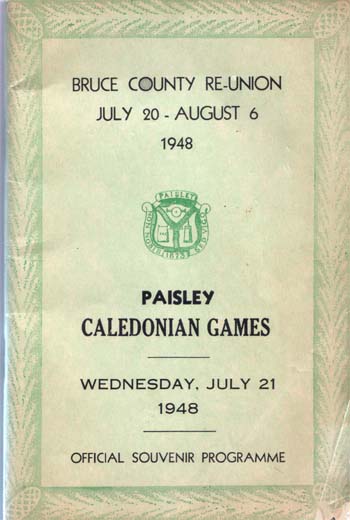 BRUCE COUNTY RE-UNION
JULY 20 - AUGUST 6
1948
PAISLEY
PAISLEY
CALEDONIAN GAMES
WEDNESDAY, JULY 21
1948
OFFICIAL SOUVENIR PROGRAMME